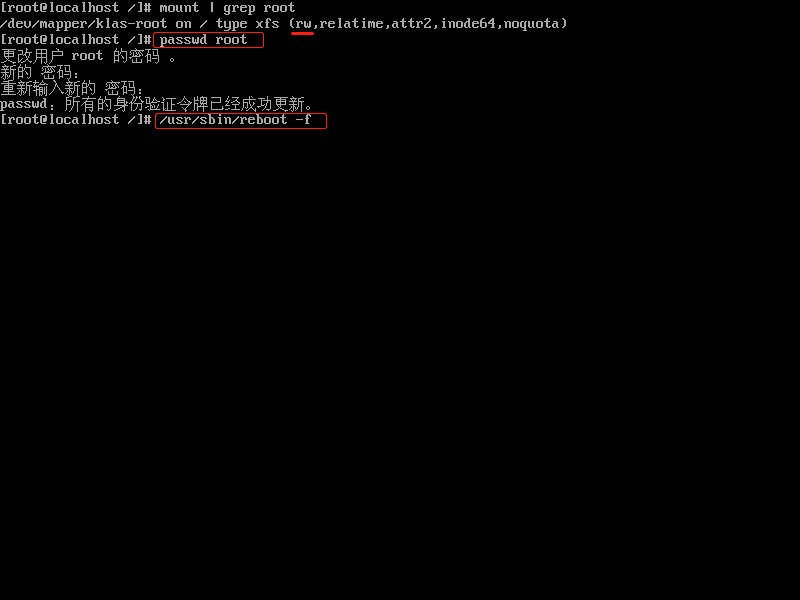 [root@localhost /]# mount | grep root
/dev/mapper/klas-root on / type xfs (rw,relatime,attr2,inode64,noquota)
[root@localhost /]# passwd root
更改用户 root 的密码 。
新的 密码：
重新输入新的 密码：
passwd：所有的身份验证令牌已经成功更新。
[root@localhost /]# /usr/sbin/reboot -f